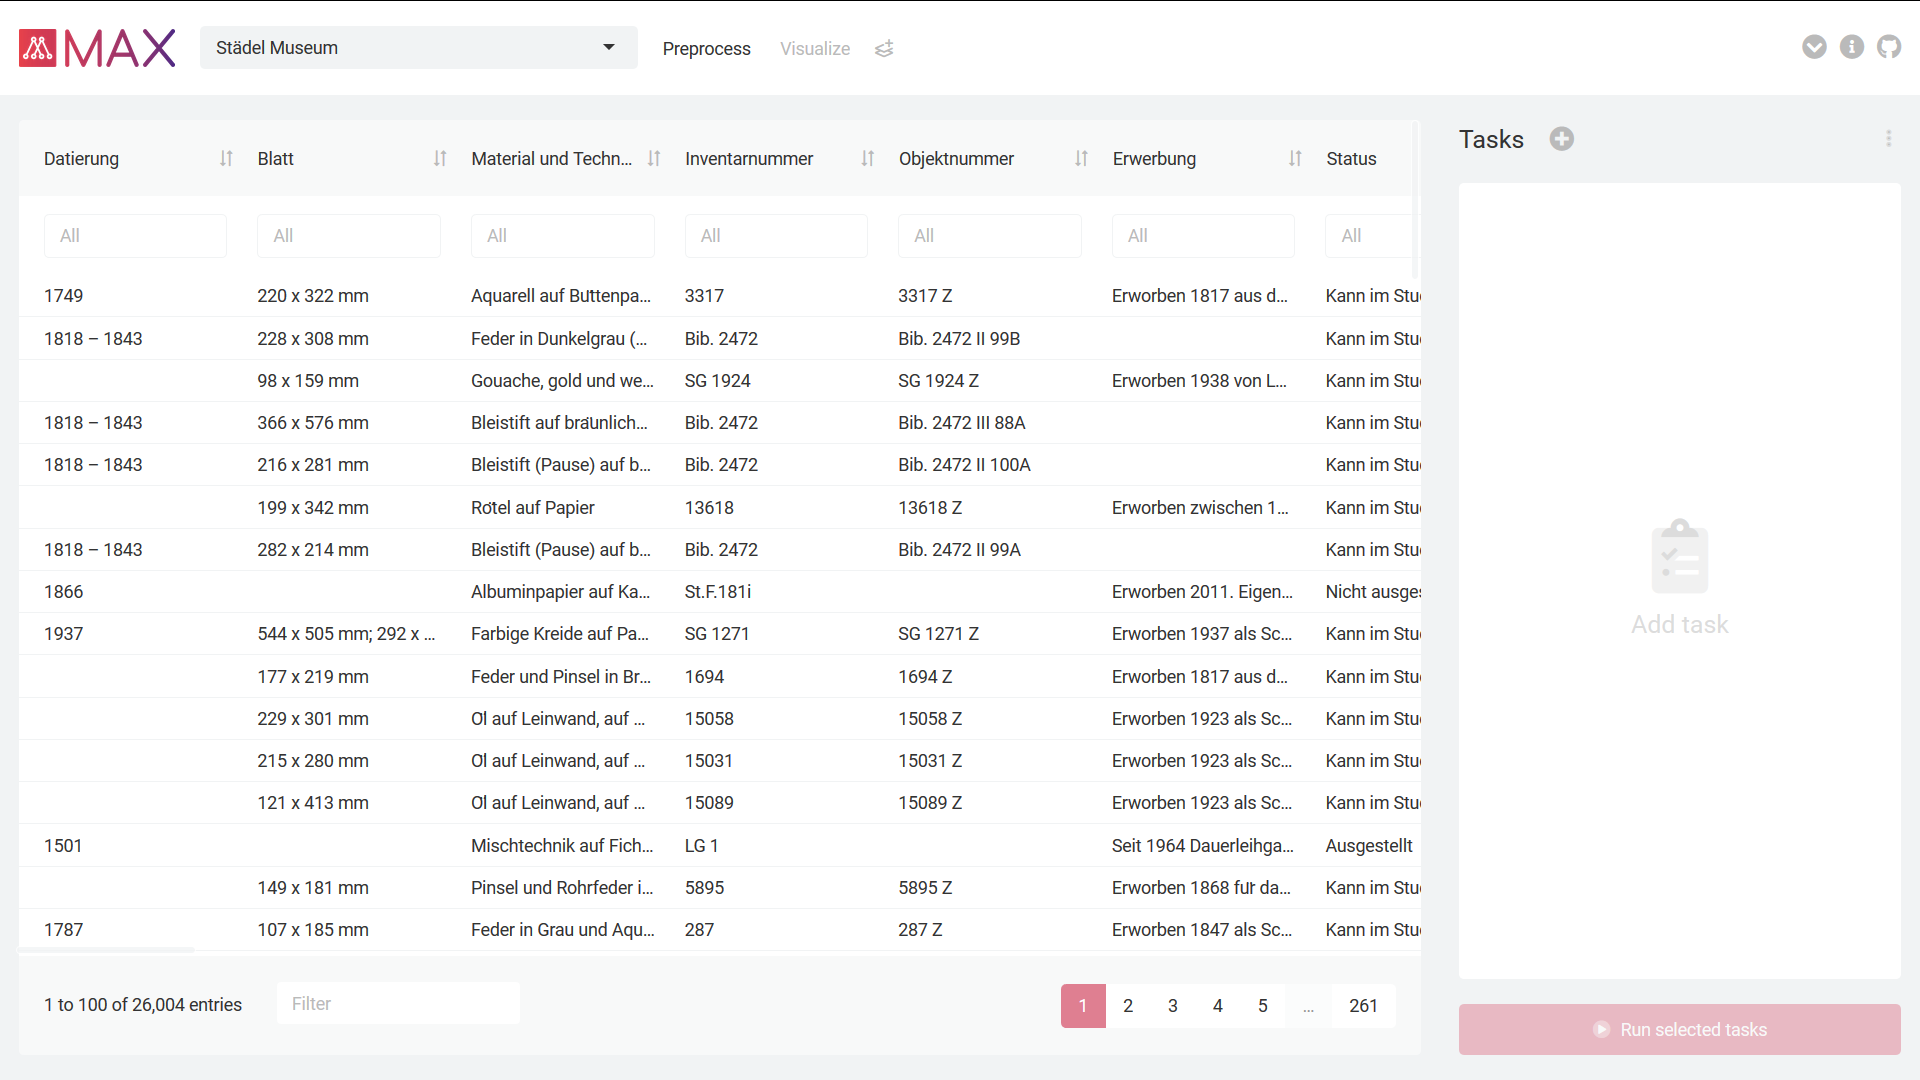 MAX Städel Museum Preprocess Visualize
Datierung Blatt Material und Techn... Inventarnummer Objektnummer Erwerbung Status
All All All All All All All
1749 220 x 322 mm Aquarell auf Büttenpa... 3317 3317 Z Erworben 1817 aus d... Kann im Stu
1818 – 1843 228 x 308 mm Feder in Dunkelgrau (... Bib. 2472 Bib. 2472 II 99B Kann im Stu
98 x 159 mm Gouache, gold und we... SG 1924 SG 1924 Z Erworben 1938 von L... Kann im Stu
1818 – 1843 366 x 576 mm Bleistift auf bräunlich... Bib. 2472 Bib. 2472 III 88A Kann im Stu
1818 – 1843 216 x 281 mm Bleistift (Pause) auf b... Bib. 2472 Bib. 2472 II 100A Kann im Stu
199 x 342 mm Rötel auf Papier 13618 13618 Z Erworben zwischen 1... Kann im Stu
1818 – 1843 282 x 214 mm Bleistift (Pause) auf b... Bib. 2472 Bib. 2472 II 99A Kann im Stu
1866 Albuminpapier auf Ka... St.F.181i Erworben 2011. Eigen... Nicht ausges
1937 544 x 505 mm; 292 x ... Farbige Kreide auf Pa... SG 1271 SG 1271 Z Erworben 1937 als Sc... Kann im Stu
177 x 219 mm Feder und Pinsel in Br... 1694 1694 Z Erworben 1817 aus d... Kann im Stu
229 x 301 mm Öl auf Leinwand, auf ... 15058 15058 Z Erworben 1923 als Sc... Kann im Stu
215 x 280 mm Öl auf Leinwand, auf ... 15031 15031 Z Erworben 1923 als Sc... Kann im Stu
121 x 413 mm Öl auf Leinwand, auf ... 15089 15089 Z Erworben 1923 als Sc... Kann im Stu
1501 Mischtechnik auf Fich... LG 1 Seit 1964 Dauerleihga... Ausgestellt
149 x 181 mm Pinsel und Rohrfeder i... 5895 5895 Z Erworben 1868 für da... Kann im Stu
1787 107 x 185 mm Feder in Grau und Aqu... 287 287 Z Erworben 1847 als Sc... Kann im Stu
1 to 100 of 26,004 entries Filter 1 2 3 4 5 ... 261
Tasks
Add task
Run selected tasks